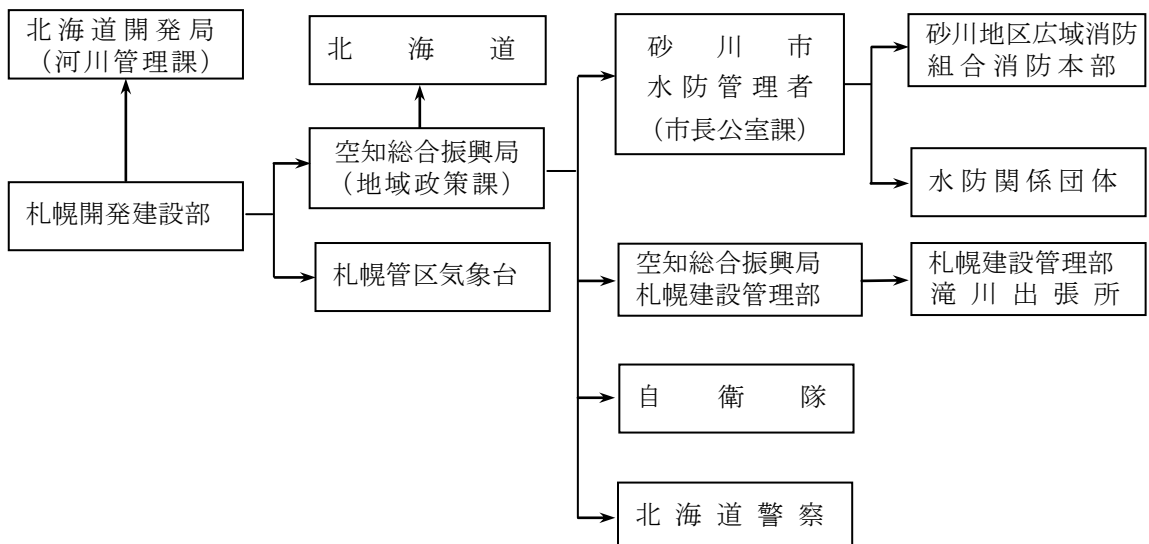 北海道開発局
（河川管理課）
北海道
砂川市
水防管理者
（市長公室課）
砂川地区広域消防
組合消防本部
札幌開発建設部
空知総合振興局
（地域政策課）
水防関係団体
札幌管区気象台
空知総合振興局
札幌建設管理部
札幌建設管理部
滝川出張所
自衛隊
北海道警察